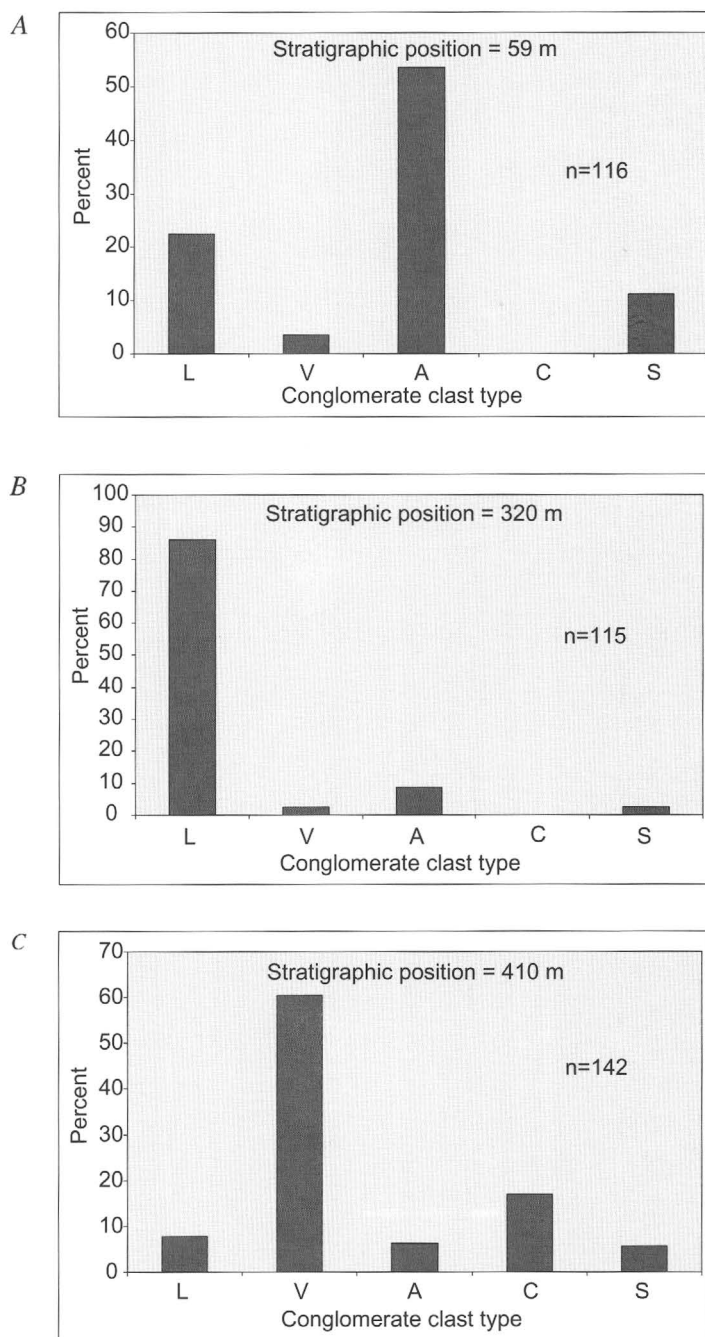 A
Stratigraphic position = 59 m
60
50
40
30
20
10
0
Percent
n=116
L V A C S
Conglomerate clast type
B
Stratigraphic position = 320 m
100
90
80
70
60
50
40
30
20
10
0
Percent
n=115
L V A C S
Conglomerate clast type
C
Stratigraphic position = 410 m
70
60
50
40
30
20
10
0
Percent
n=142
L V A C S
Conglomerate clast type